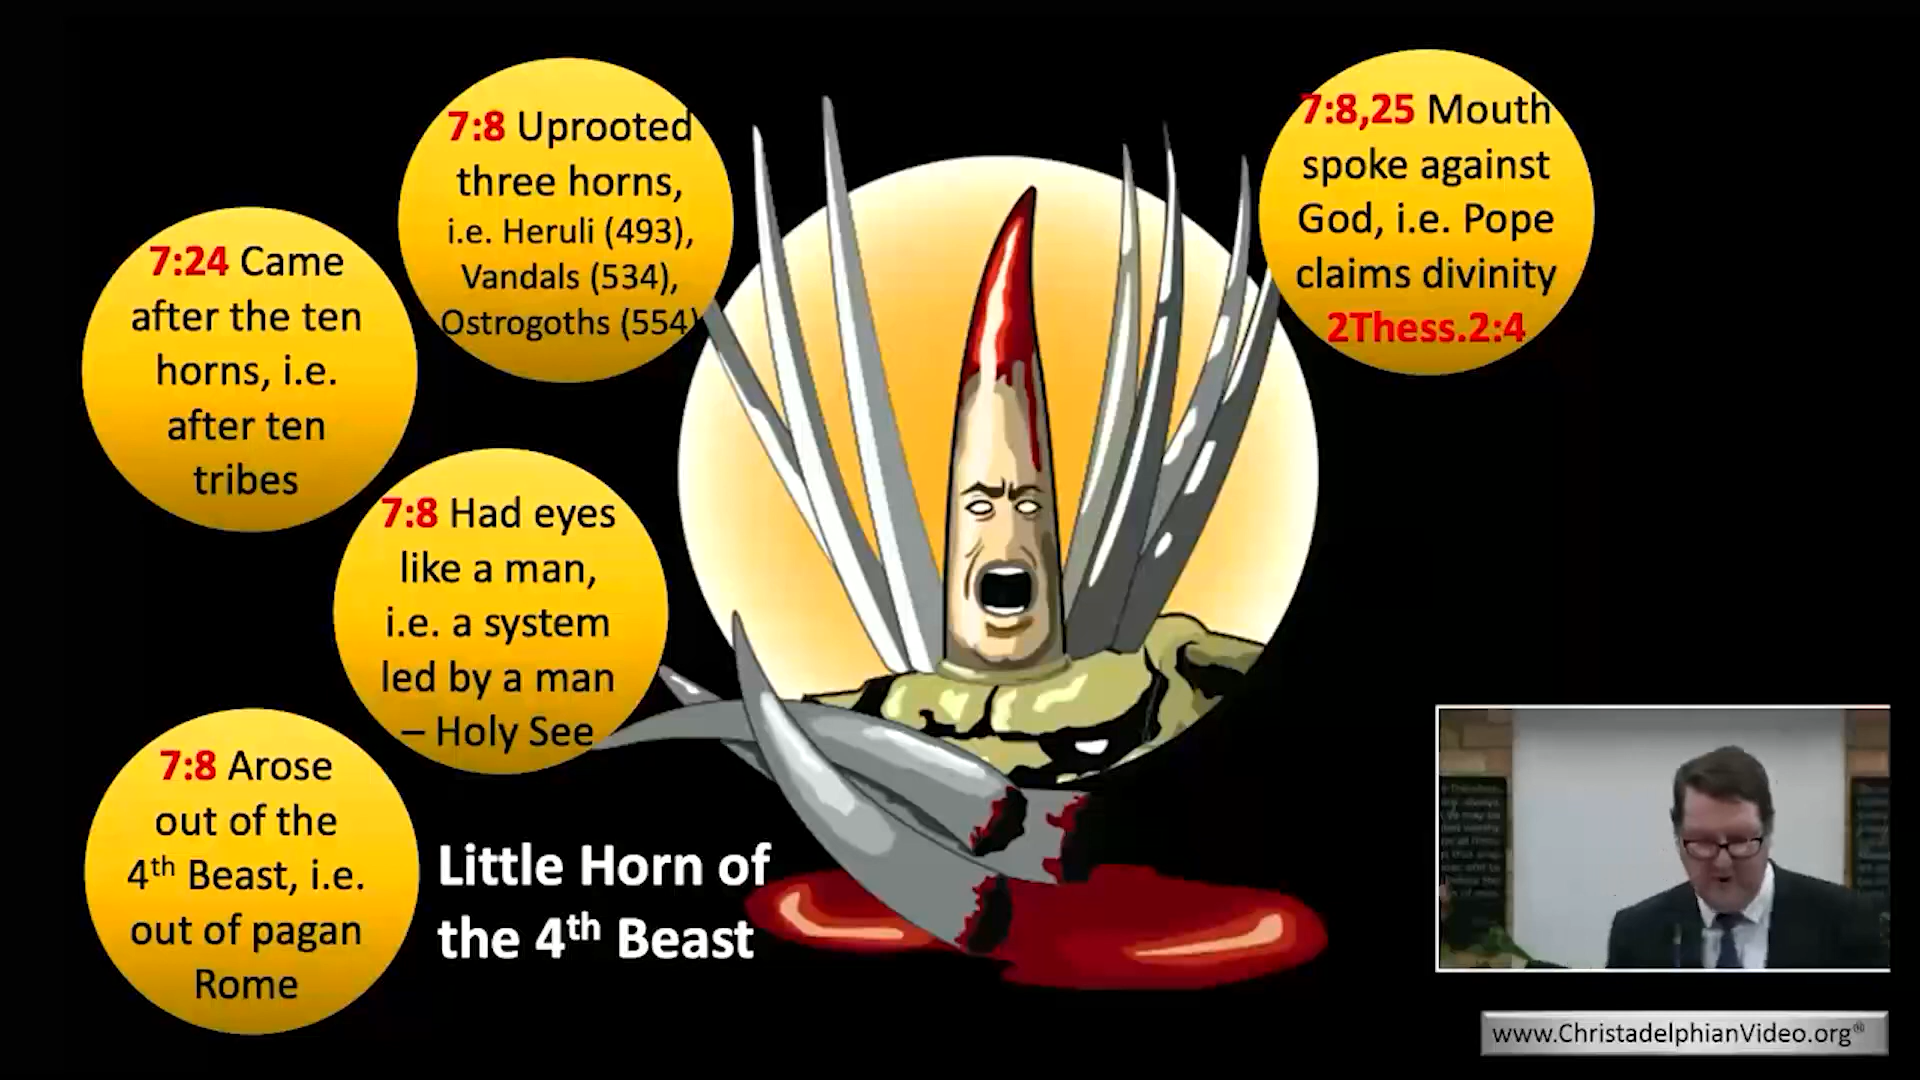 7:24 Came
after the ten
horns, i.e.
after ten
tribes
7:8 Uprooted
three horns,
i.e. Heruli (493),
Vandals (534),
Ostrogoths (554)
7:8,25 Mouth
spoke against
God, i.e. Pope
claims divinity
2Thess.2:4
7:8 Had eyes
like a man,
i.e. a system
led by a man
– Holy See
7:8 Arose
out of the
4th Beast, i.e.
out of pagan
Rome
Little Horn of
the 4th Beast
www.ChristadelphianVideo.org®